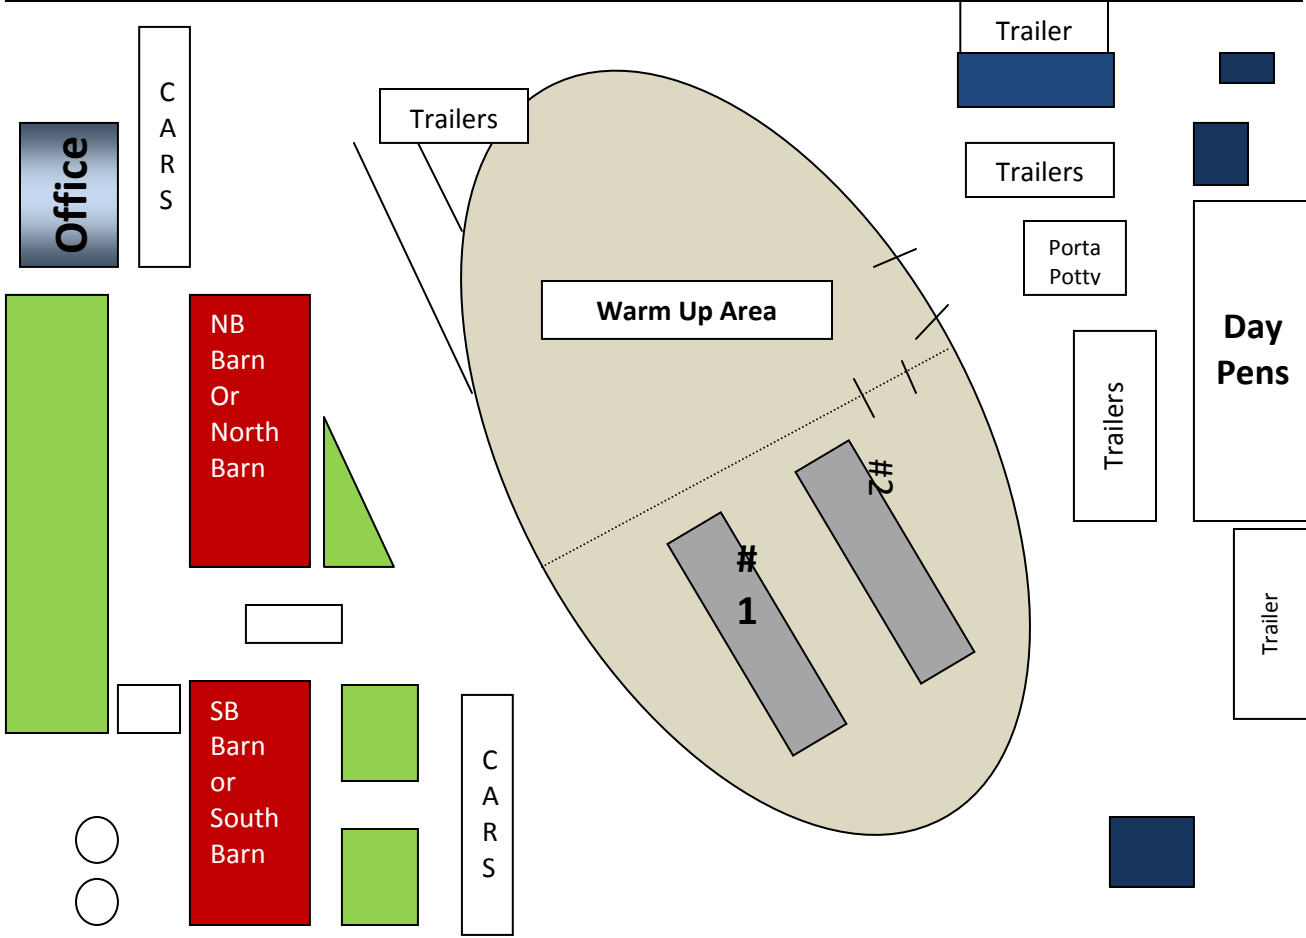 Trailer
C
A
R
S
Office
Trailers
Trailers
Porta
Potty
Warm Up Area
NB
Barn
Or
North
Barn
Day
Pens
Trailers
#2
#
1
Trailer
SB
Barn
or
South
Barn
C
A
R
S